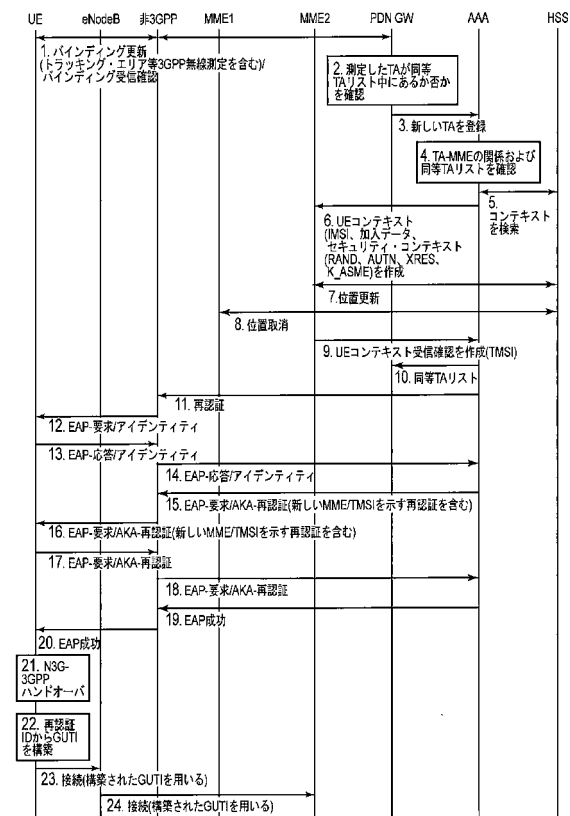 UE eNodeB 非3GPP MME1 MME2 PDN GW AAA HSS
1. バインディング更新
(トラッキング・エリア等3GPP無線測定を含む)/
バインディング受信確認
2. 測定したTAが同等
TAリスト中にあるか否か
を確認
3. 新しいTAを登録
4. TA-MMEの関係および
同等TAリストを確認
5.
コンテキスト
を検索
6. UEコンテキスト
(IMSI、加入データ、
セキュリティ・コンテキスト
(RAND、AUTN、XRES、
K_ASME)を作成
7.位置更新
8. 位置取消
9. UEコンテキスト受信確認を作成(TMSI)
10. 同等TAリスト
11. 再認証
12. EAP-要求/アイデンティティ
13. EAP-応答/アイデンティティ
14. EAP-応答/アイデンティティ
15. EAP-要求/AKA-再認証(新しいMME/TMSIを示す再認証を含む)
16. EAP-要求/AKA-再認証(新しいMME/TMSIを示す再認証を含む)
17. EAP-要求/AKA-再認証
18. EAP-要求/AKA-再認証
19. EAP成功
20. EAP成功
21. N3G-
3GPP
ハンドオーバ
22. 再認証
IDからGUTI
を構築
23. 接続(構築されたGUTIを用いる)
24. 接続(構築されたGUTIを用いる)